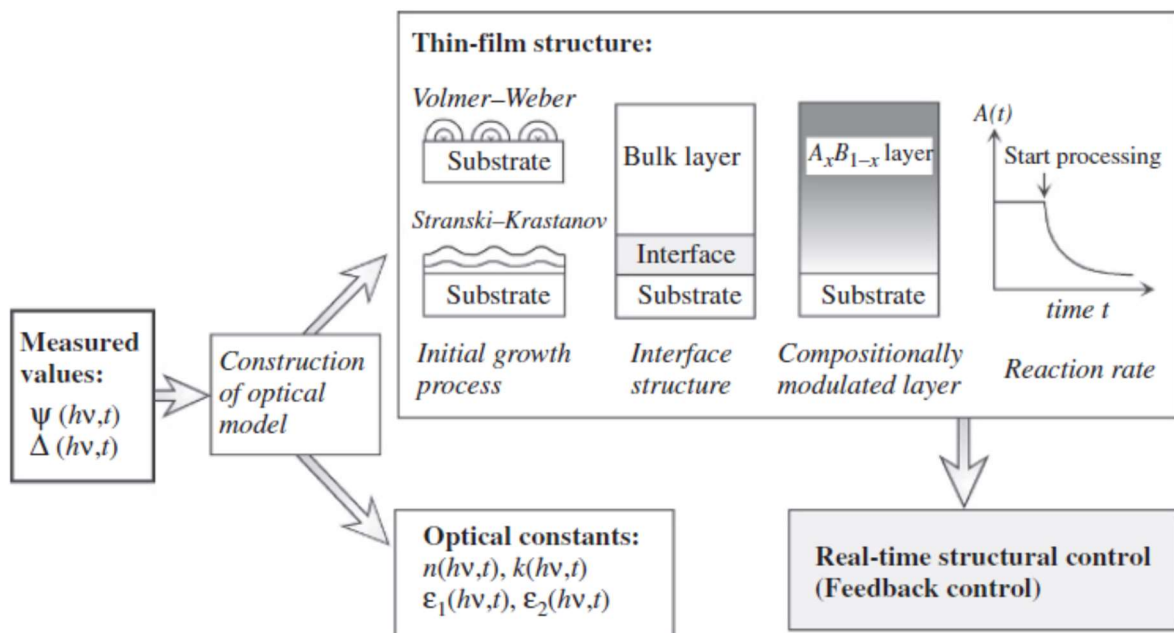 Thin-film structure:
Volmer–Weber
Substrate
Stranski–Krastanov
Substrate
Initial growth
process
Bulk layer
Interface
Substrate
Interface
structure
AₓB₁₋ₓ layer
Substrate
Compositionally
modulated layer
A(t)
Start processing
time t
Reaction rate
Measured
values:
ψ (hν,t)
Δ (hν,t)
Construction
of optical
model
Optical constants:
n(hν,t), k(hν,t)
ε₁(hν,t), ε₂(hν,t)
Real-time structural control
(Feedback control)